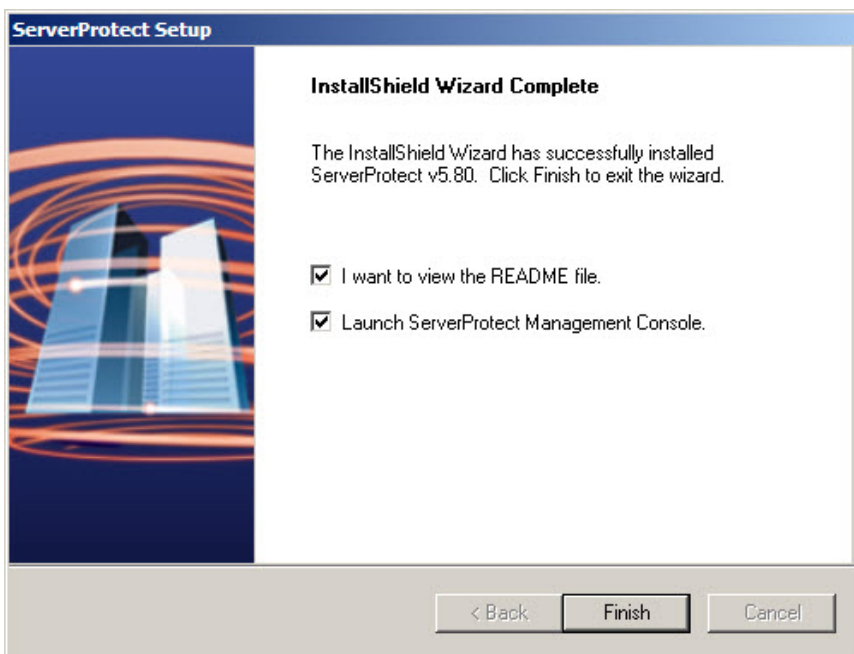 ServerProtect Setup
InstallShield Wizard Complete
The InstallShield Wizard has successfully installed
ServerProtect v5.80. Click Finish to exit the wizard.
I want to view the README file.
Launch ServerProtect Management Console.
< Back
Finish
Cancel